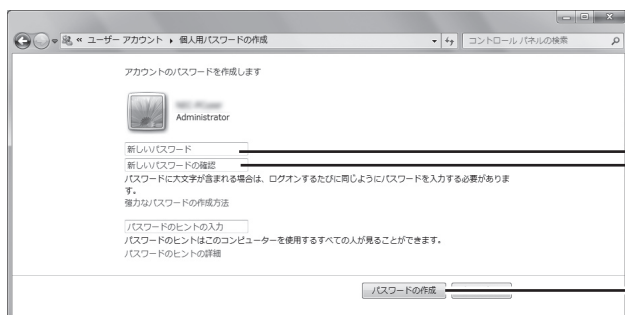 « ユーザー アカウント ▸ 個人用パスワードの作成
コントロール パネルの検索
アカウントのパスワードを作成します
Administrator
新しいパスワード
新しいパスワードの確認
パスワードに大文字が含まれる場合は、ログオンするたびに同じようにパスワードを入力する必要がありま
す。
強力なパスワードの作成方法
パスワードのヒントの入力
パスワードのヒントはこのコンピューターを使用するすべての人が見ることができます。
パスワードのヒントの詳細
パスワードの作成